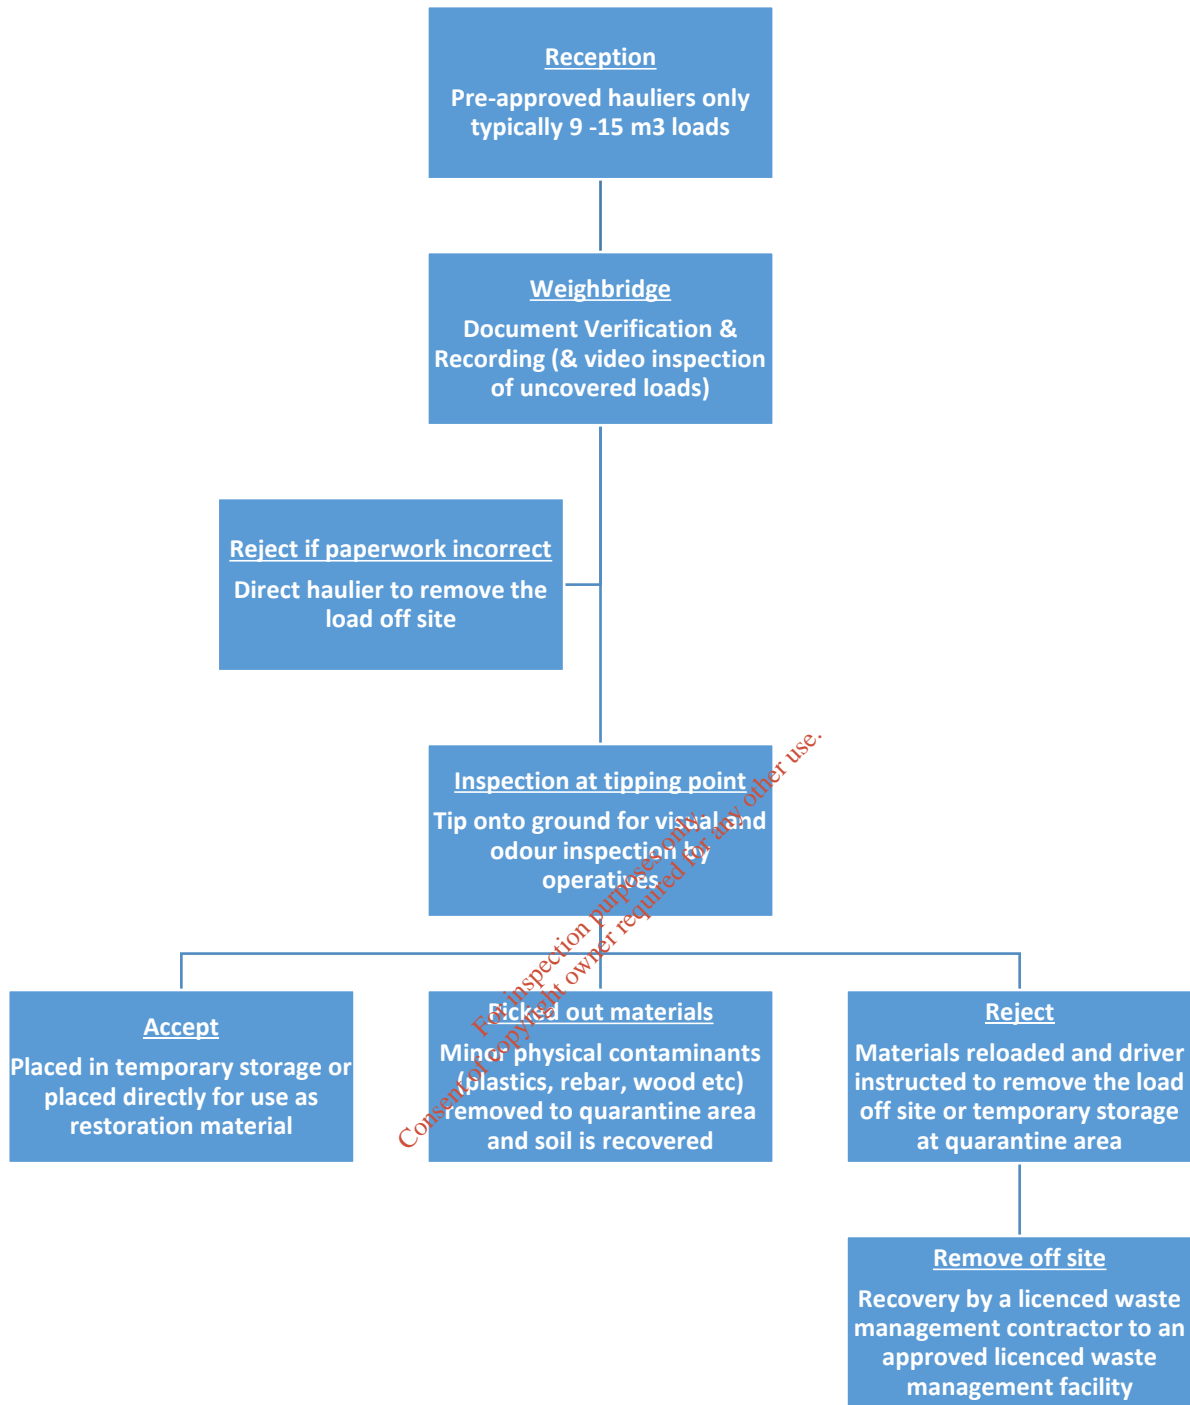 Reception
Pre-approved hauliers only
typically 9 -15 m3 loads
Weighbridge
Document Verification &
Recording (& video inspection
of uncovered loads)
Reject if paperwork incorrect
Direct haulier to remove the
load off site
Inspection at tipping point
Tip onto ground for visual and
odour inspection by
operatives
Accept
Placed in temporary storage or
placed directly for use as
restoration material
Picked out materials
Minor physical contaminants
(plastics, rebar, wood etc)
removed to quarantine area
and soil is recovered
Reject
Materials reloaded and driver
instructed to remove the load
off site or temporary storage
at quarantine area
Remove off site
Recovery by a licenced waste
management contractor to an
approved licenced waste
management facility
For inspection purposes only.
Consent of copyright owner required for any other use.